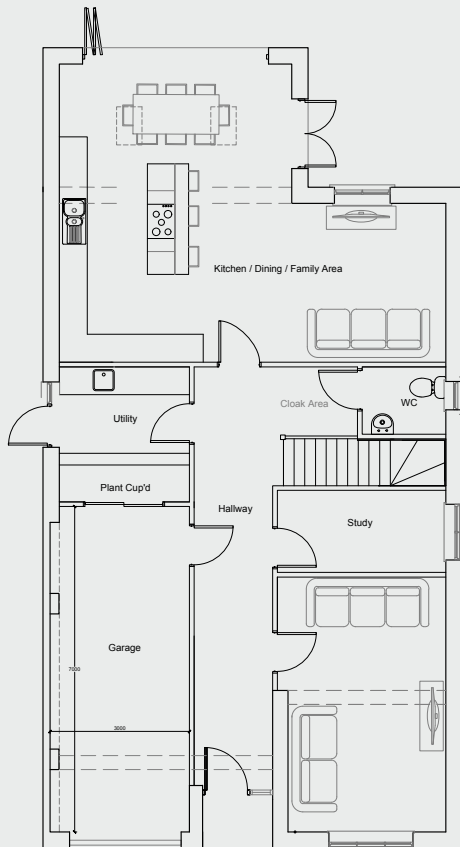 Kitchen / Dining / Family Area
Cloak Area
WC
Utility
Plant Cup'd
Hallway
Study
Garage
7000
3000